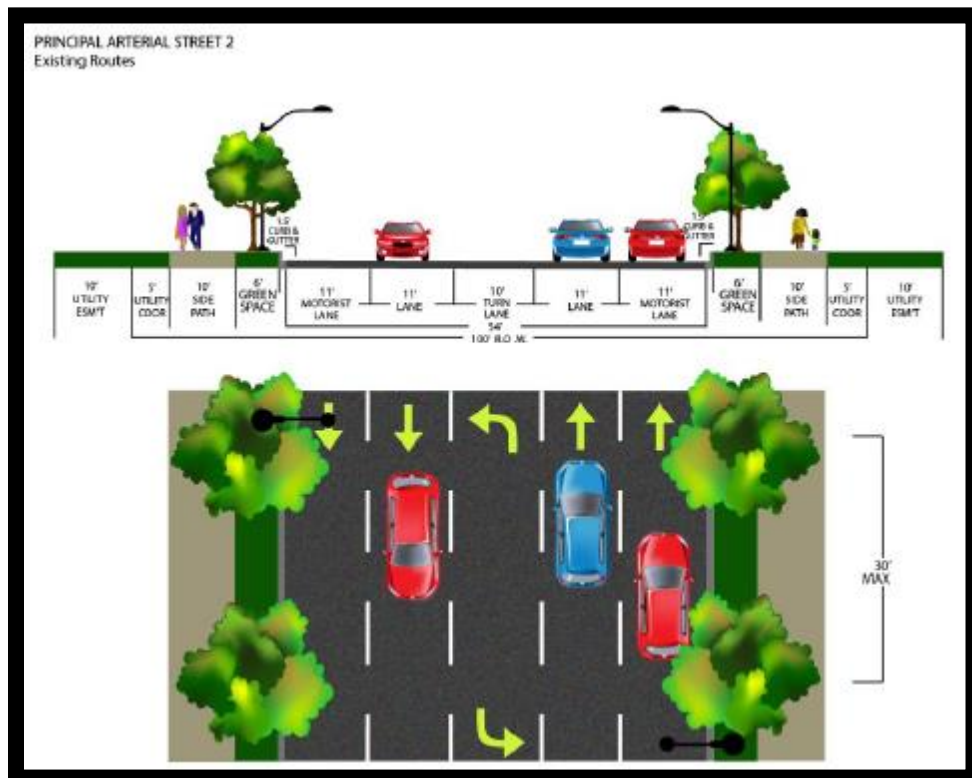 PRINCIPAL ARTERIAL STREET 2
Existing Routes
1.5'
CURB &
GUTTER
1.5'
CURB &
GUTTER
10'
UTILITY
ESM'T
5'
UTILITY
COOR
10'
SIDE
PATH
6'
GREEN
SPACE
11'
MOTORIST
LANE
11'
LANE
10'
TURN
LANE
11'
LANE
11'
MOTORIST
LANE
6'
GREEN
SPACE
10'
SIDE
PATH
5'
UTILITY
COOR
10'
UTILITY
ESM'T
54'
100' R.O.W.
30'
MAX